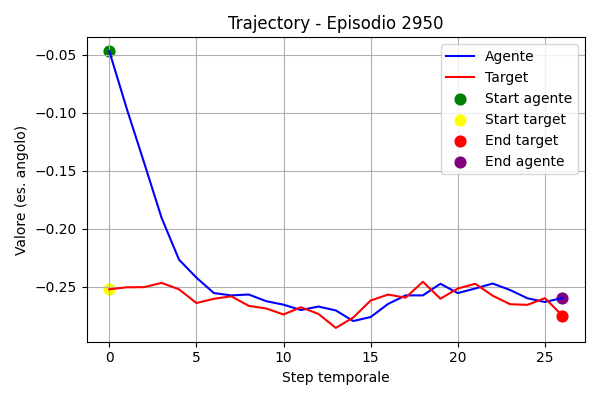 Trajectory - Episodio 2950
Agente
Target
Start agente
Start target
End target
End agente
Valore (es. angolo)
−0.05
−0.10
−0.15
−0.20
−0.25
0
5
10
15
20
25
Step temporale